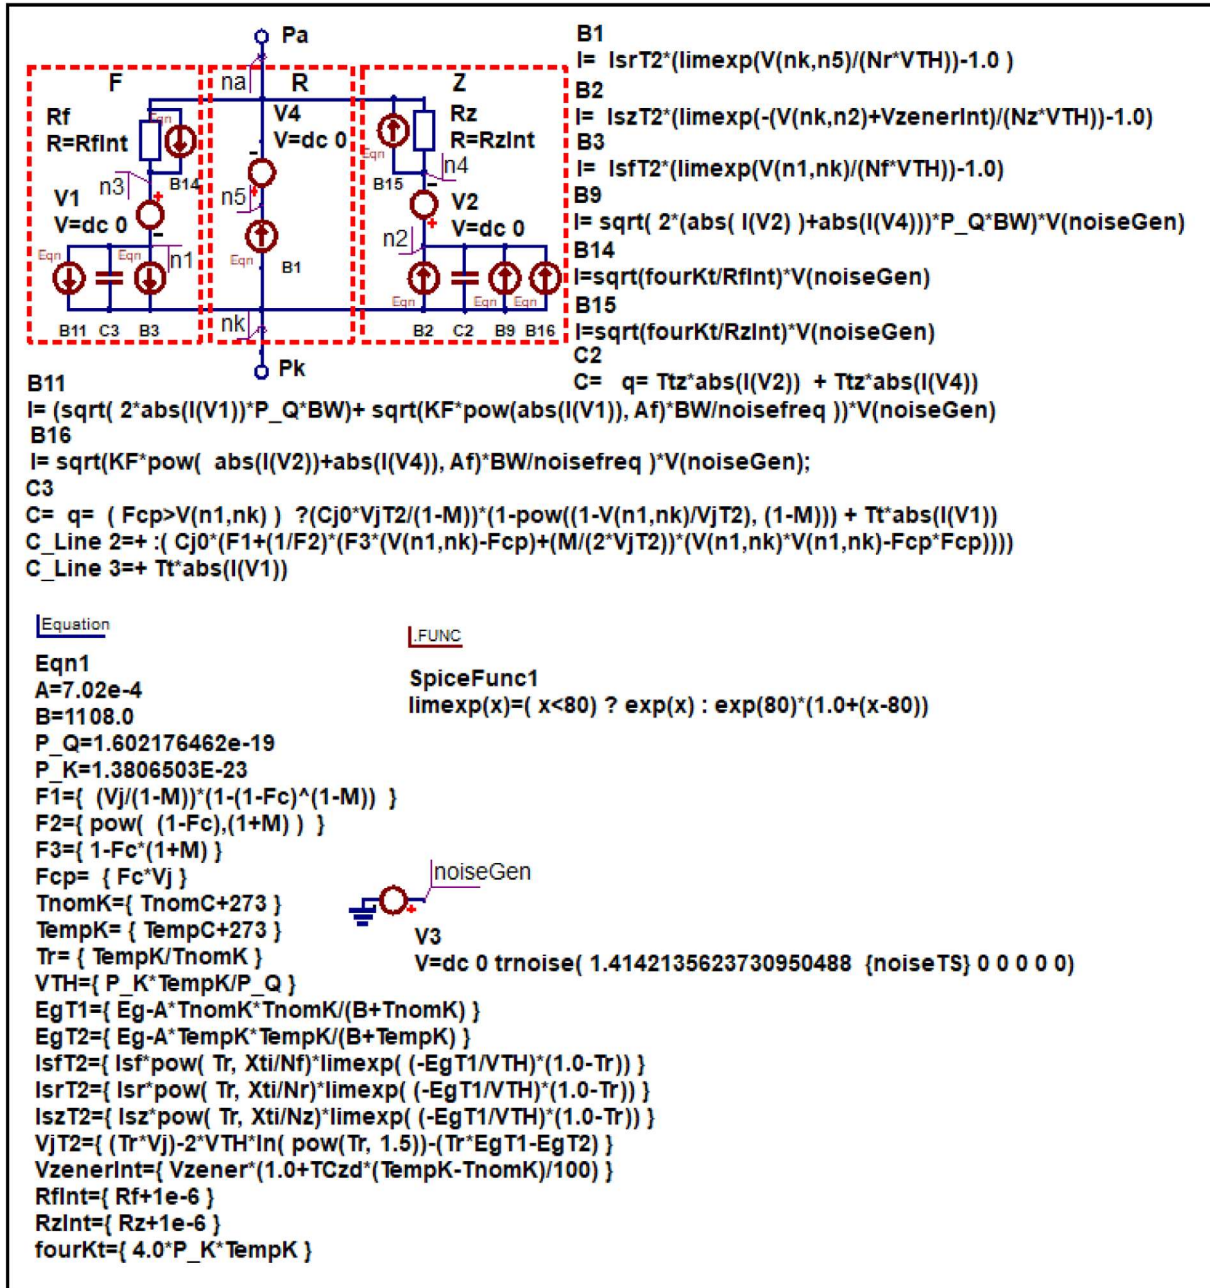 Pa
F
na
R
Z
Rf
R=RfInt
Eqn
V4
V=dc 0
Rz
R=RzInt
Eqn
n3
B14
n5
B15
n4
V1
V=dc 0
V2
V=dc 0
n2
Eqn
Eqn
n1
Eqn
B1
Eqn
Eqn
Eqn
B11 C3 B3
nk
B2 C2 B9 B16
Pk
B1
I= IsrT2*(limexp(V(nk,n5)/(Nr*VTH))-1.0 )
B2
I= IszT2*(limexp(-(V(nk,n2)+VzenerInt)/(Nz*VTH))-1.0)
B3
I= IsfT2*(limexp(V(n1,nk)/(Nf*VTH))-1.0)
B9
I= sqrt( 2*(abs( I(V2) )+abs(I(V4)))*P_Q*BW)*V(noiseGen)
B14
I=sqrt(fourKt/RfInt)*V(noiseGen)
B15
I=sqrt(fourKt/RzInt)*V(noiseGen)
C2
C= q= Ttz*abs(I(V2)) + Ttz*abs(I(V4))
B11
I= (sqrt( 2*abs(I(V1))*P_Q*BW)+ sqrt(KF*pow(abs(I(V1)), Af)*BW/noisefreq ))*V(noiseGen)
B16
I= sqrt(KF*pow( abs(I(V2))+abs(I(V4)), Af)*BW/noisefreq )*V(noiseGen);
C3
C= q= ( Fcp>V(n1,nk) ) ?(Cj0*VjT2/(1-M))*(1-pow((1-V(n1,nk)/VjT2), (1-M))) + Tt*abs(I(V1))
C_Line 2=+ :( Cj0*(F1+(1/F2)*(F3*(V(n1,nk)-Fcp)+(M/(2*VjT2))*(V(n1,nk)*V(n1,nk)-Fcp*Fcp))))
C_Line 3=+ Tt*abs(I(V1))
Equation
Eqn1
A=7.02e-4
B=1108.0
P_Q=1.602176462e-19
P_K=1.3806503E-23
F1={ (Vj/(1-M))*(1-(1-Fc)^(1-M)) }
F2={ pow( (1-Fc),(1+M) ) }
F3={ 1-Fc*(1+M) }
Fcp= { Fc*Vj }
TnomK={ TnomC+273 }
TempK= { TempC+273 }
Tr= { TempK/TnomK }
VTH={ P_K*TempK/P_Q }
EgT1={ Eg-A*TnomK*TnomK/(B+TnomK) }
EgT2={ Eg-A*TempK*TempK/(B+TempK) }
IsfT2={ Isf*pow( Tr, Xti/Nf)*limexp( (-EgT1/VTH)*(1.0-Tr)) }
IsrT2={ Isr*pow( Tr, Xti/Nr)*limexp( (-EgT1/VTH)*(1.0-Tr)) }
IszT2={ Isz*pow( Tr, Xti/Nz)*limexp( (-EgT1/VTH)*(1.0-Tr)) }
VjT2={ (Tr*Vj)-2*VTH*ln( pow(Tr, 1.5))-(Tr*EgT1-EgT2) }
VzenerInt={ Vzener*(1.0+TCzd*(TempK-TnomK)/100) }
RfInt={ Rf+1e-6 }
RzInt={ Rz+1e-6 }
fourKt={ 4.0*P_K*TempK }
.FUNC
SpiceFunc1
limexp(x)=( x<80) ? exp(x) : exp(80)*(1.0+(x-80))
noiseGen
V3
V=dc 0 trnoise( 1.4142135623730950488 {noiseTS} 0 0 0 0 0)